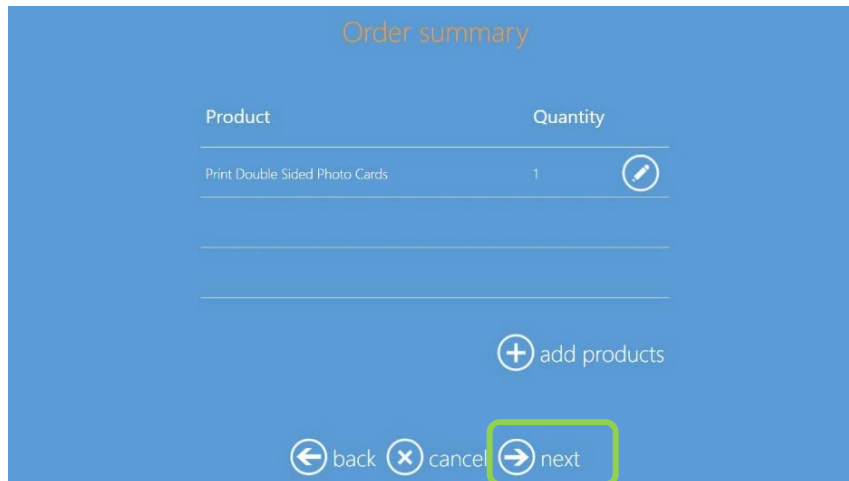 Order summary
Product Quantity
Print Double Sided Photo Cards 1
add products
back cancel next